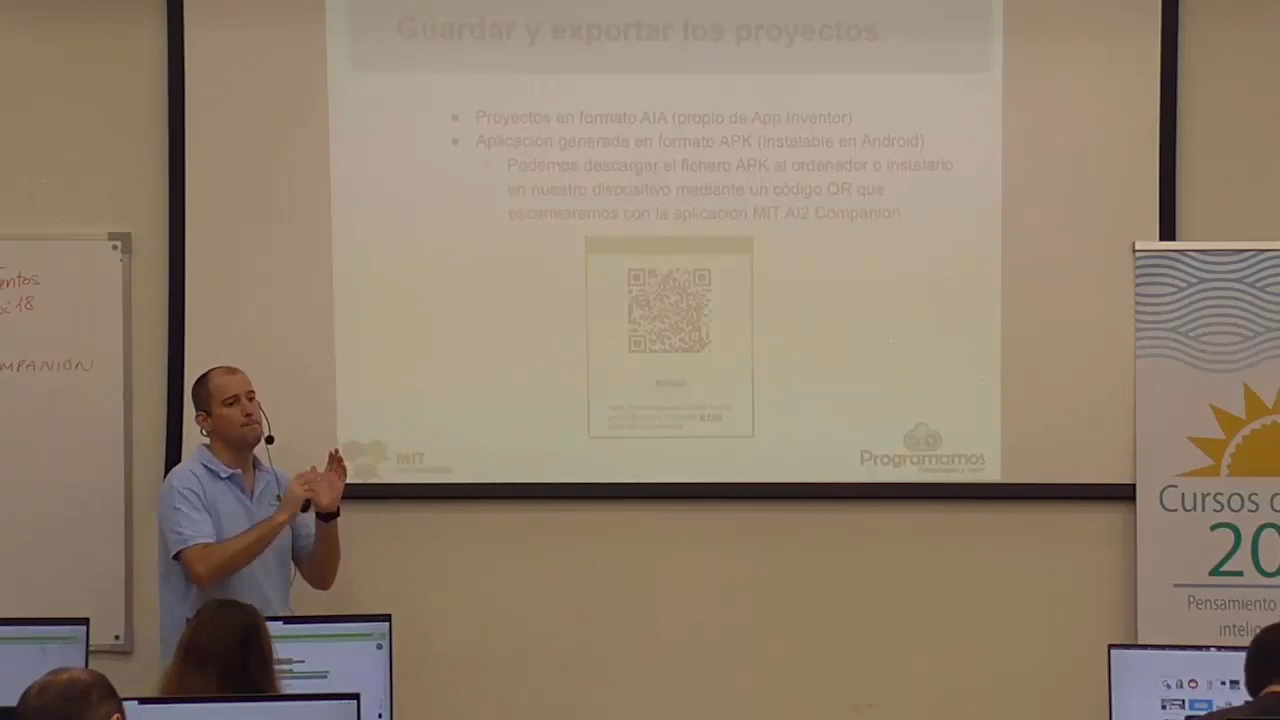 Guardar y exportar los proyectos
● Proyectos en formato AIA (propio de App Inventor)
● Aplicación generada en formato APK (instalable en Android)
○ Podemos descargar el fichero APK al ordenador o instalarlo
en nuestro dispositivo mediante un código QR que
escanearemos con la aplicación MIT AI2 Companion
MIT
Programamos
18
MPANION
Cursos
20
Pensamiento